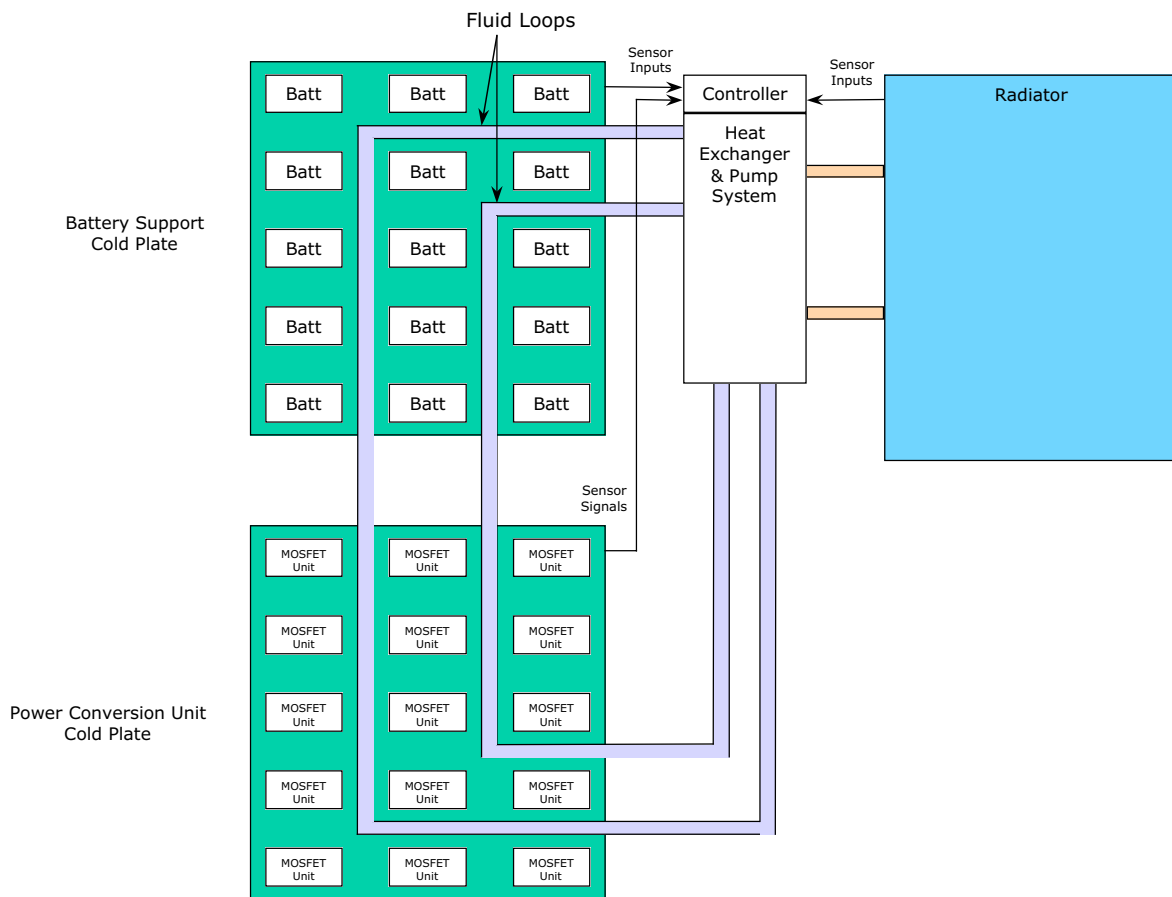 Fluid Loops
Sensor
Inputs
Sensor
Inputs
Batt
Batt
Batt
Controller
Radiator
Heat
Exchanger
& Pump
System
Batt
Batt
Batt
Battery Support
Cold Plate
Batt
Batt
Batt
Batt
Batt
Batt
Batt
Batt
Batt
Sensor
Signals
MOSFET
Unit
MOSFET
Unit
MOSFET
Unit
MOSFET
Unit
MOSFET
Unit
MOSFET
Unit
Power Conversion Unit
Cold Plate
MOSFET
Unit
MOSFET
Unit
MOSFET
Unit
MOSFET
Unit
MOSFET
Unit
MOSFET
Unit
MOSFET
Unit
MOSFET
Unit
MOSFET
Unit